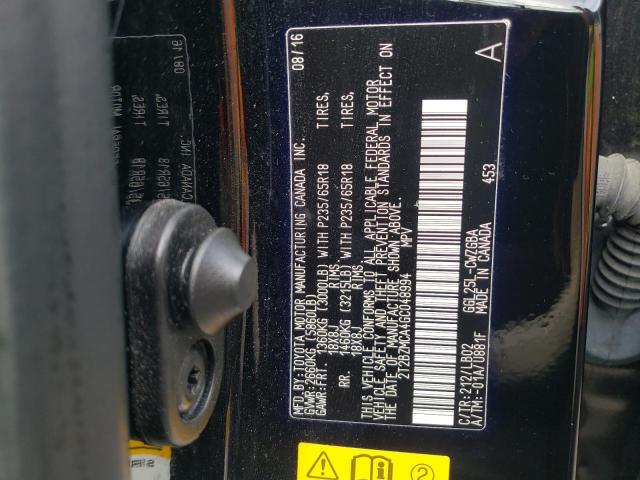 MFD.BY:TOYOTA MOTOR MANUFACTURING CANADA INC. 08/16
GVWR:2660KG (5860LB)
GAWR:FRT. 1360KG (3000LB) WITH P235/65R18 TIRES,
18X8J RIMS.
RR. 1460KG (3215LB) WITH P235/65R18 TIRES,
18X8J RIMS.
THIS VEHICLE CONFORMS TO ALL APPLICABLE FEDERAL MOTOR
VEHICLE SAFETY AND THEFT PREVENTION STANDARDS IN EFFECT ON
THE DATE OF MANUFACTURE SHOWN ABOVE.
2T2BZMCA4GC048994 MPV
C/TR:212/LB02 GGL25L-CWZGBA
A/TM:-01A/U881F MADE IN CANADA 453
A